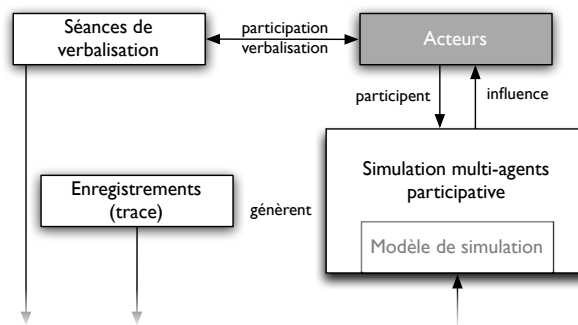 Séances de
verbalisation
participation
verbalisation
Acteurs
participent
influence
Enregistrements
(trace)
génèrent
Simulation multi-agents
participative
Modèle de simulation